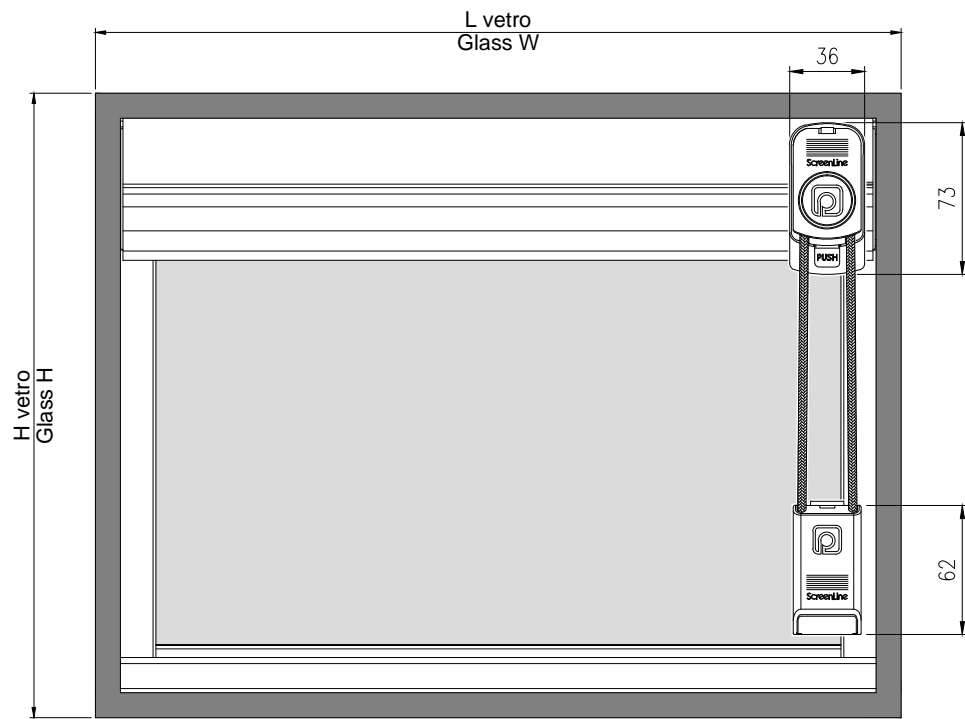 L vetro
Glass W
36
ScreenLine
73
PUSH
H vetro
Glass H
62
ScreenLine